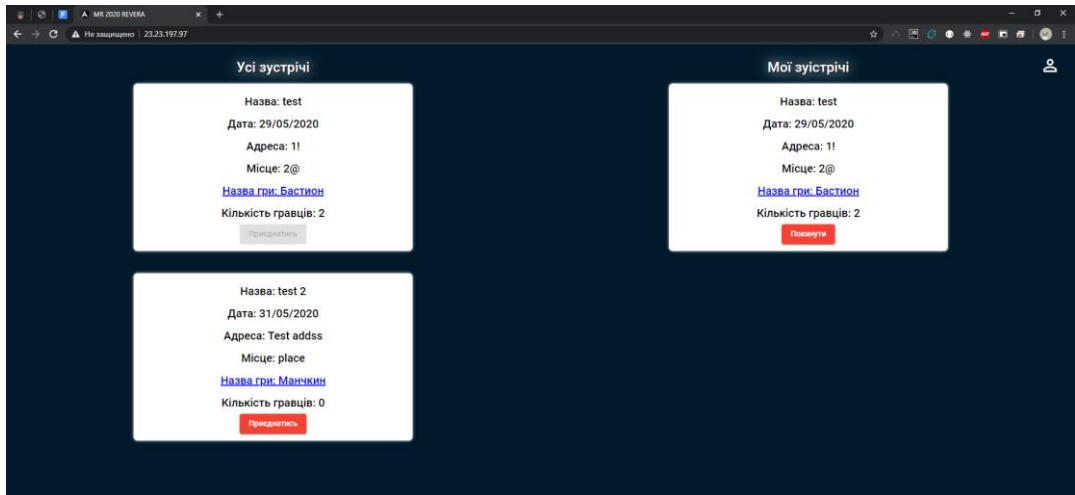 MR 2020 REVERA
Не защищено 23.23.197.97
Усі зустрічі
Назва: test
Дата: 29/05/2020
Адреса: 1!
Місце: 2@
Назва гри: Бастион
Кількість гравців: 2
Приєднатись
Назва: test 2
Дата: 31/05/2020
Адреса: Test addss
Місце: place
Назва гри: Манчкин
Кількість гравців: 0
Приєднатись
Мої зуістрічі
Назва: test
Дата: 29/05/2020
Адреса: 1!
Місце: 2@
Назва гри: Бастион
Кількість гравців: 2
Покинути